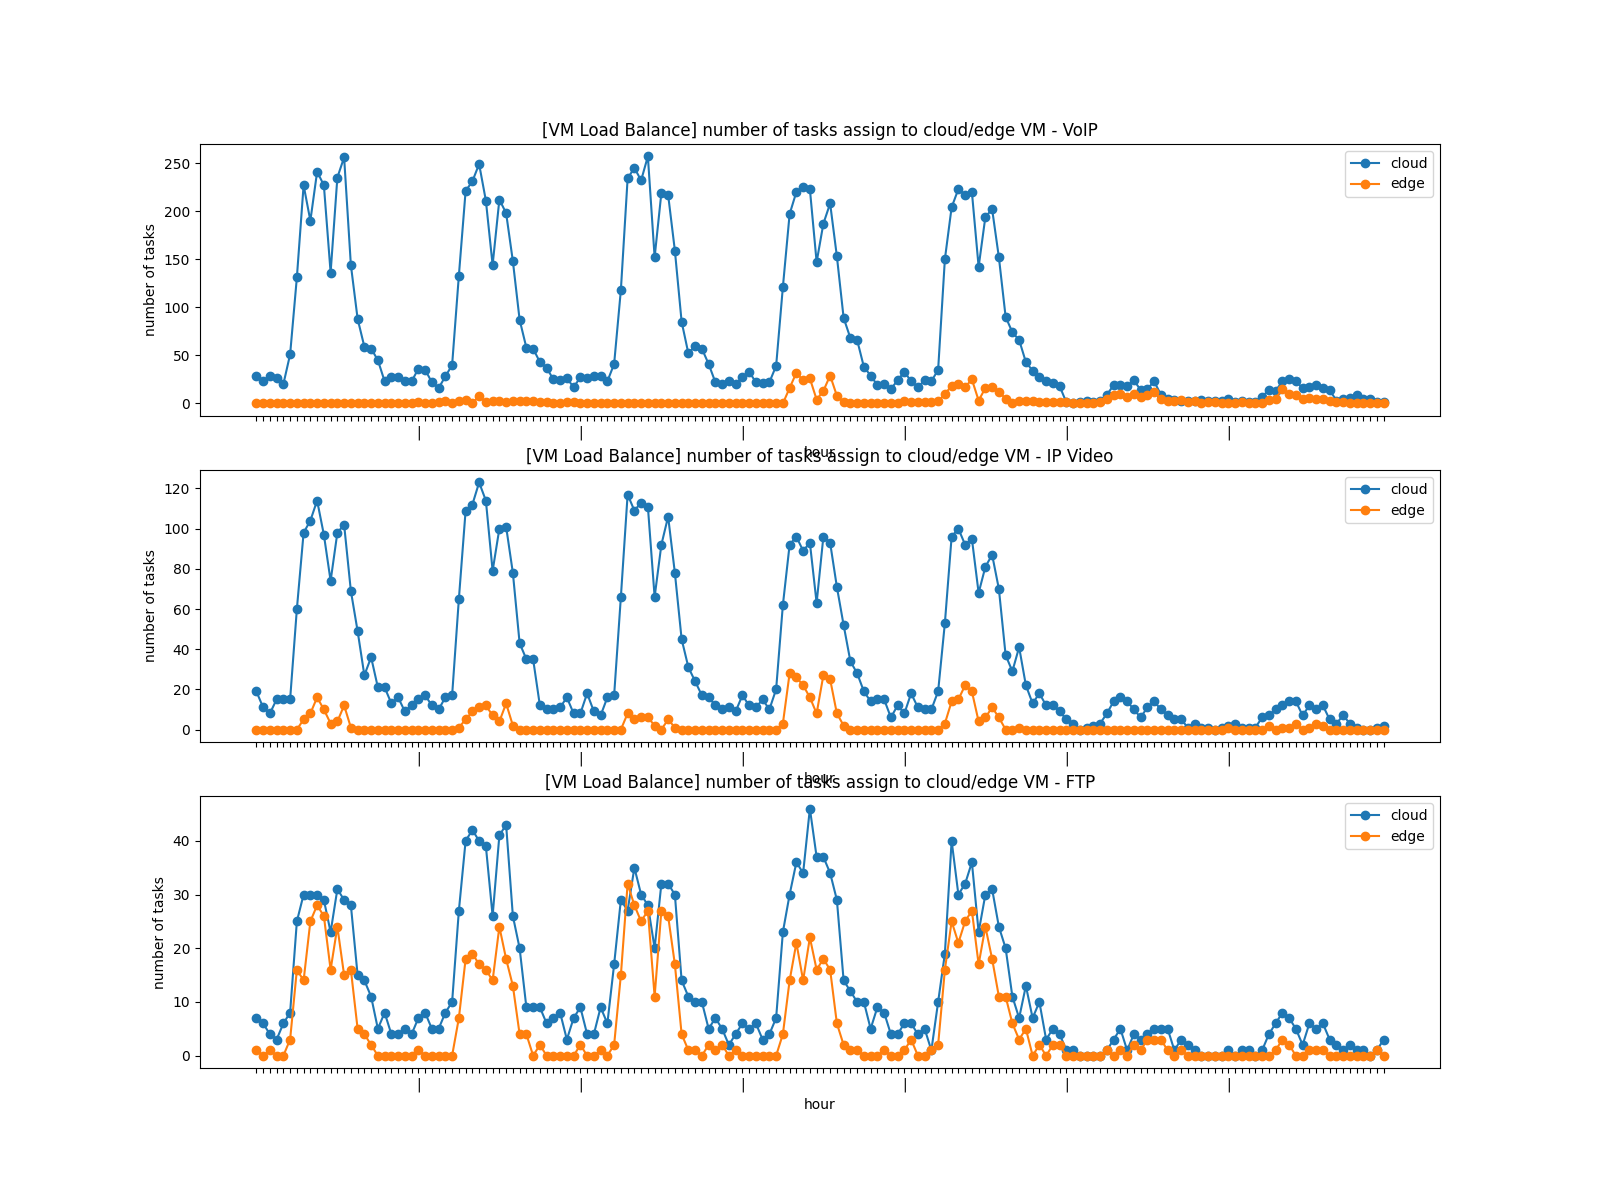 [VM Load Balance] number of tasks assign to cloud/edge VM - VoIP
cloud
edge
number of tasks
250
200
150
100
50
0
hour
[VM Load Balance] number of tasks assign to cloud/edge VM - IP Video
cloud
edge
number of tasks
120
100
80
60
40
20
0
hour
[VM Load Balance] number of tasks assign to cloud/edge VM - FTP
cloud
edge
number of tasks
40
30
20
10
0
hour